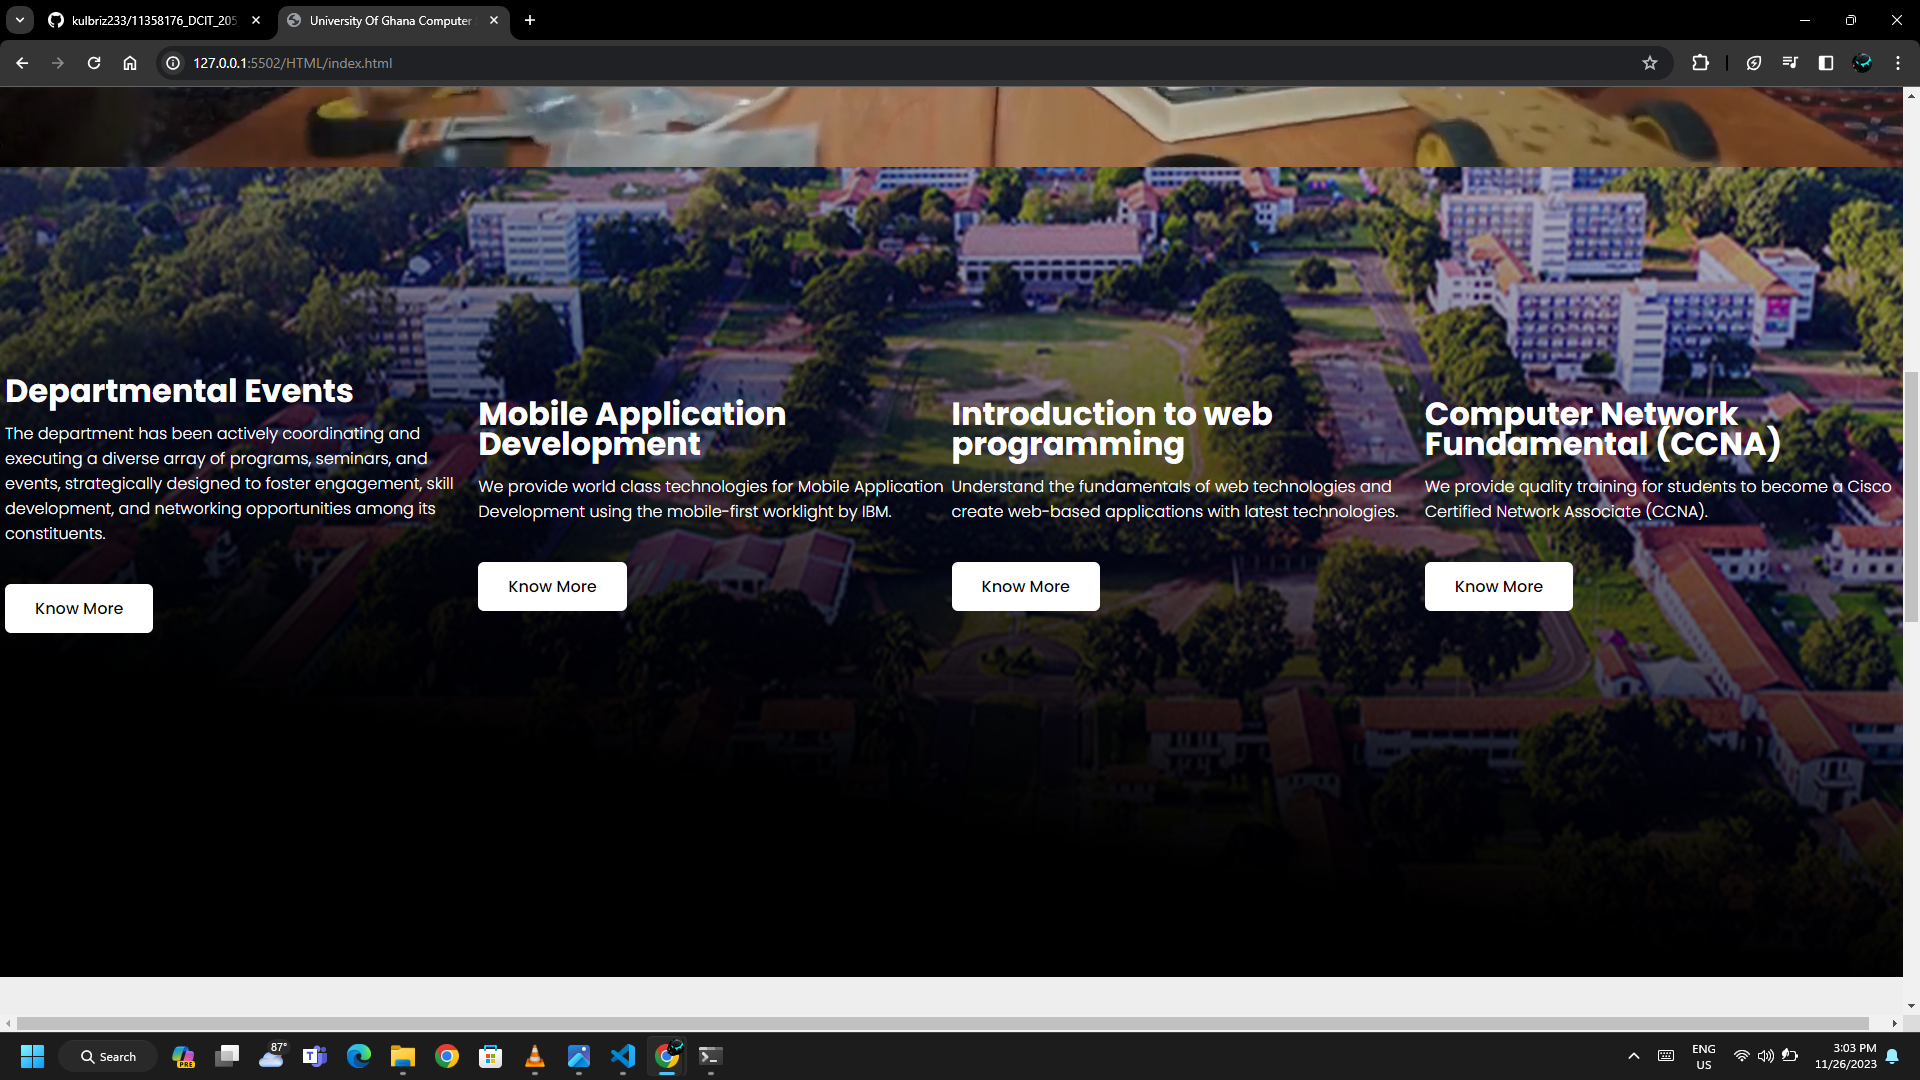 kulbriz233/11358176_DCIT_205
University Of Ghana Computer
127.0.0.1:5502/HTML/index.html
Departmental Events
The department has been actively coordinating and
executing a diverse array of programs, seminars, and
events, strategically designed to foster engagement, skill
development, and networking opportunities among its
constituents.
Know More
Mobile Application
Development
We provide world class technologies for Mobile Application
Development using the mobile-first worklight by IBM.
Know More
Introduction to web
programming
Understand the fundamentals of web technologies and
create web-based applications with latest technologies.
Know More
Computer Network
Fundamental (CCNA)
We provide quality training for students to become a Cisco
Certified Network Associate (CCNA).
Know More
Search
PRE
87°
ENG
US
3:03 PM
11/26/2023